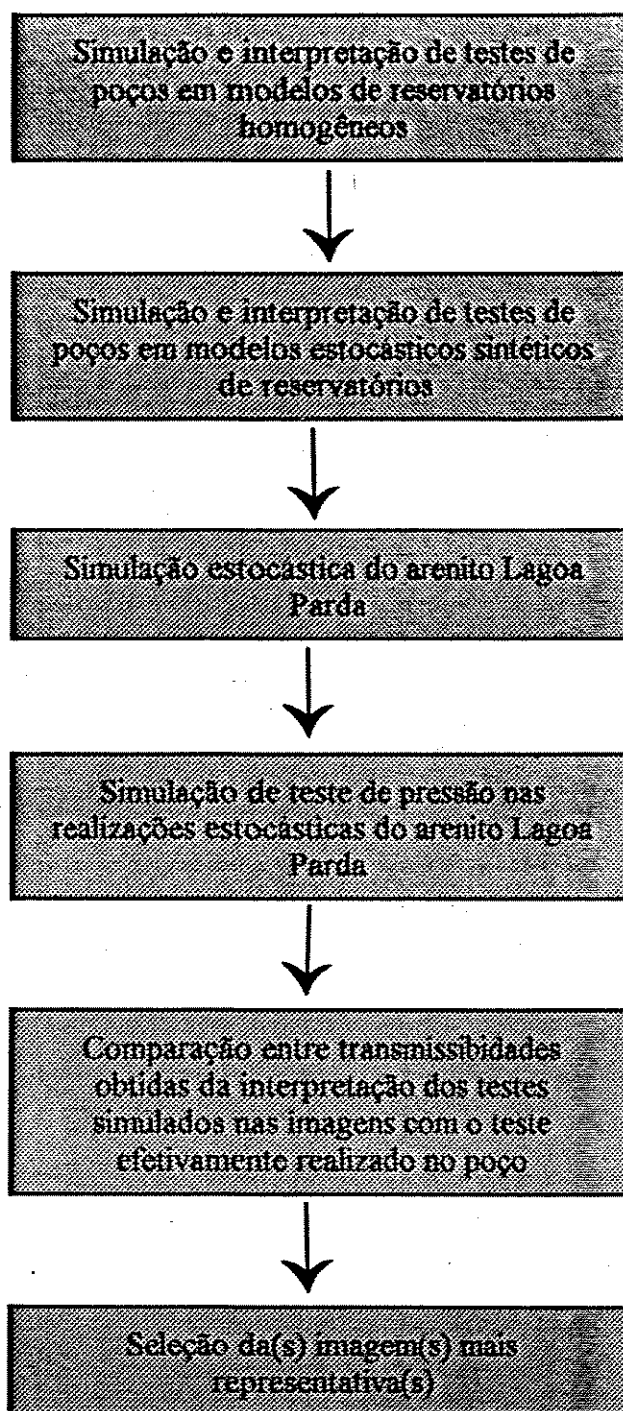 Simulação e interpretação de testes de
poços em modelos de reservatórios
homogêneos
Simulação e interpretação de testes de
poços em modelos estocásticos sintéticos
de reservatórios
Simulação estocástica do arenito Lagoa
Parda
Simulação de teste de pressão nas
realizações estocásticas do arenito Lagoa
Parda
Comparação entre transmissibidades
obtidas da interpretação dos testes
simulados nas imagens com o teste
efetivamente realizado no poço
Seleção da(s) imagem(s) mais
representativa(s)